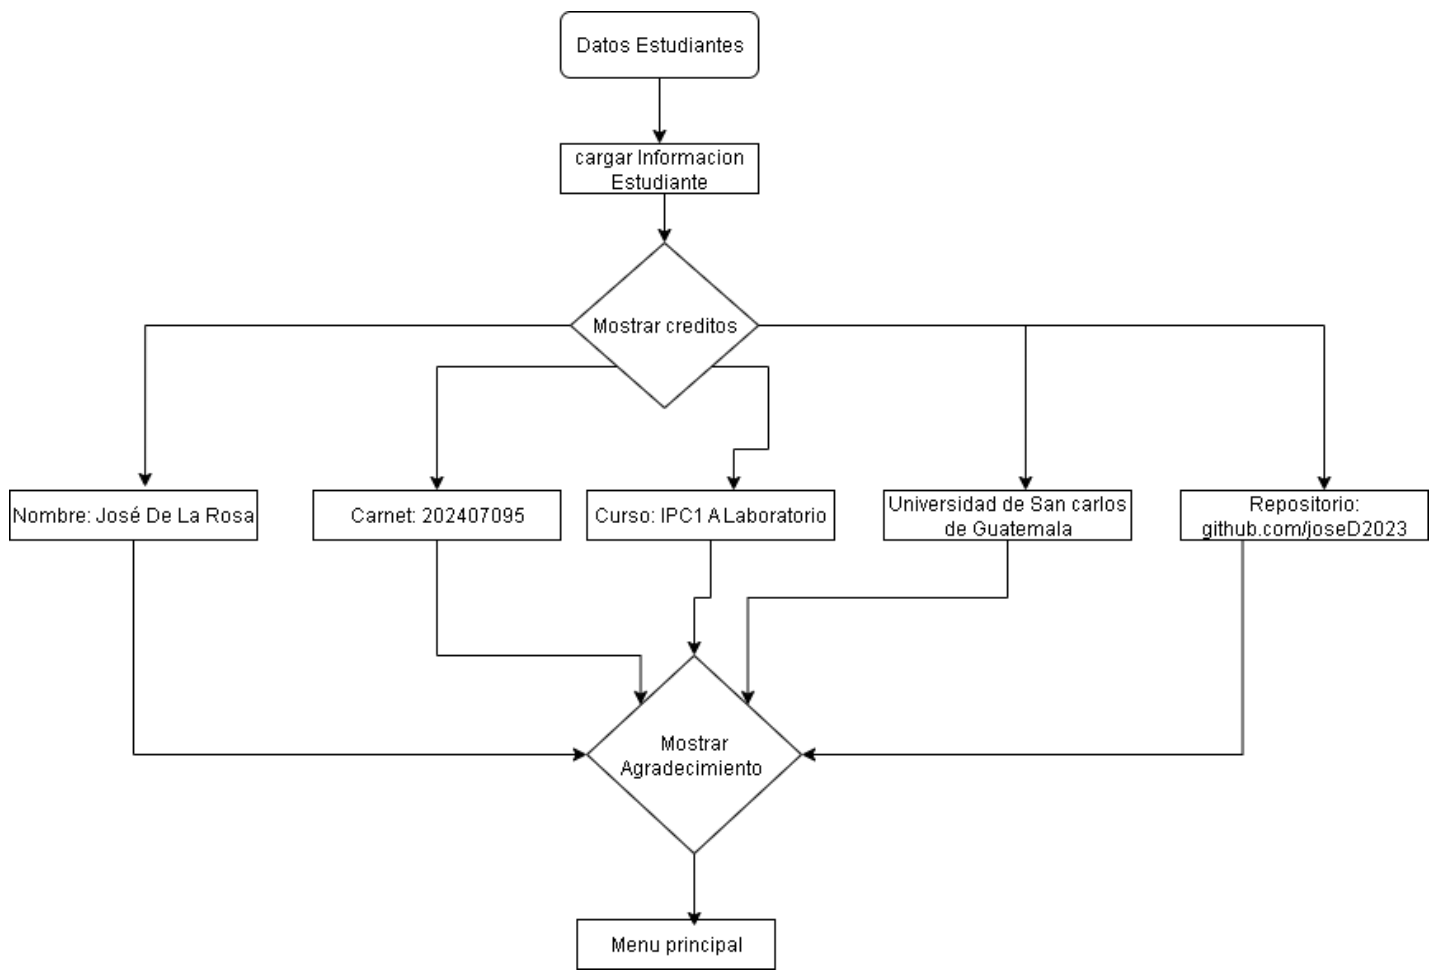 Datos Estudiantes
cargar Informacion
Estudiante
Mostrar creditos
Nombre: José De La Rosa
Carnet: 202407095
Curso: IPC1 A Laboratorio
Universidad de San carlos
de Guatemala
Repositorio:
github.com/joseD2023
Mostrar
Agradecimiento
Menu principal